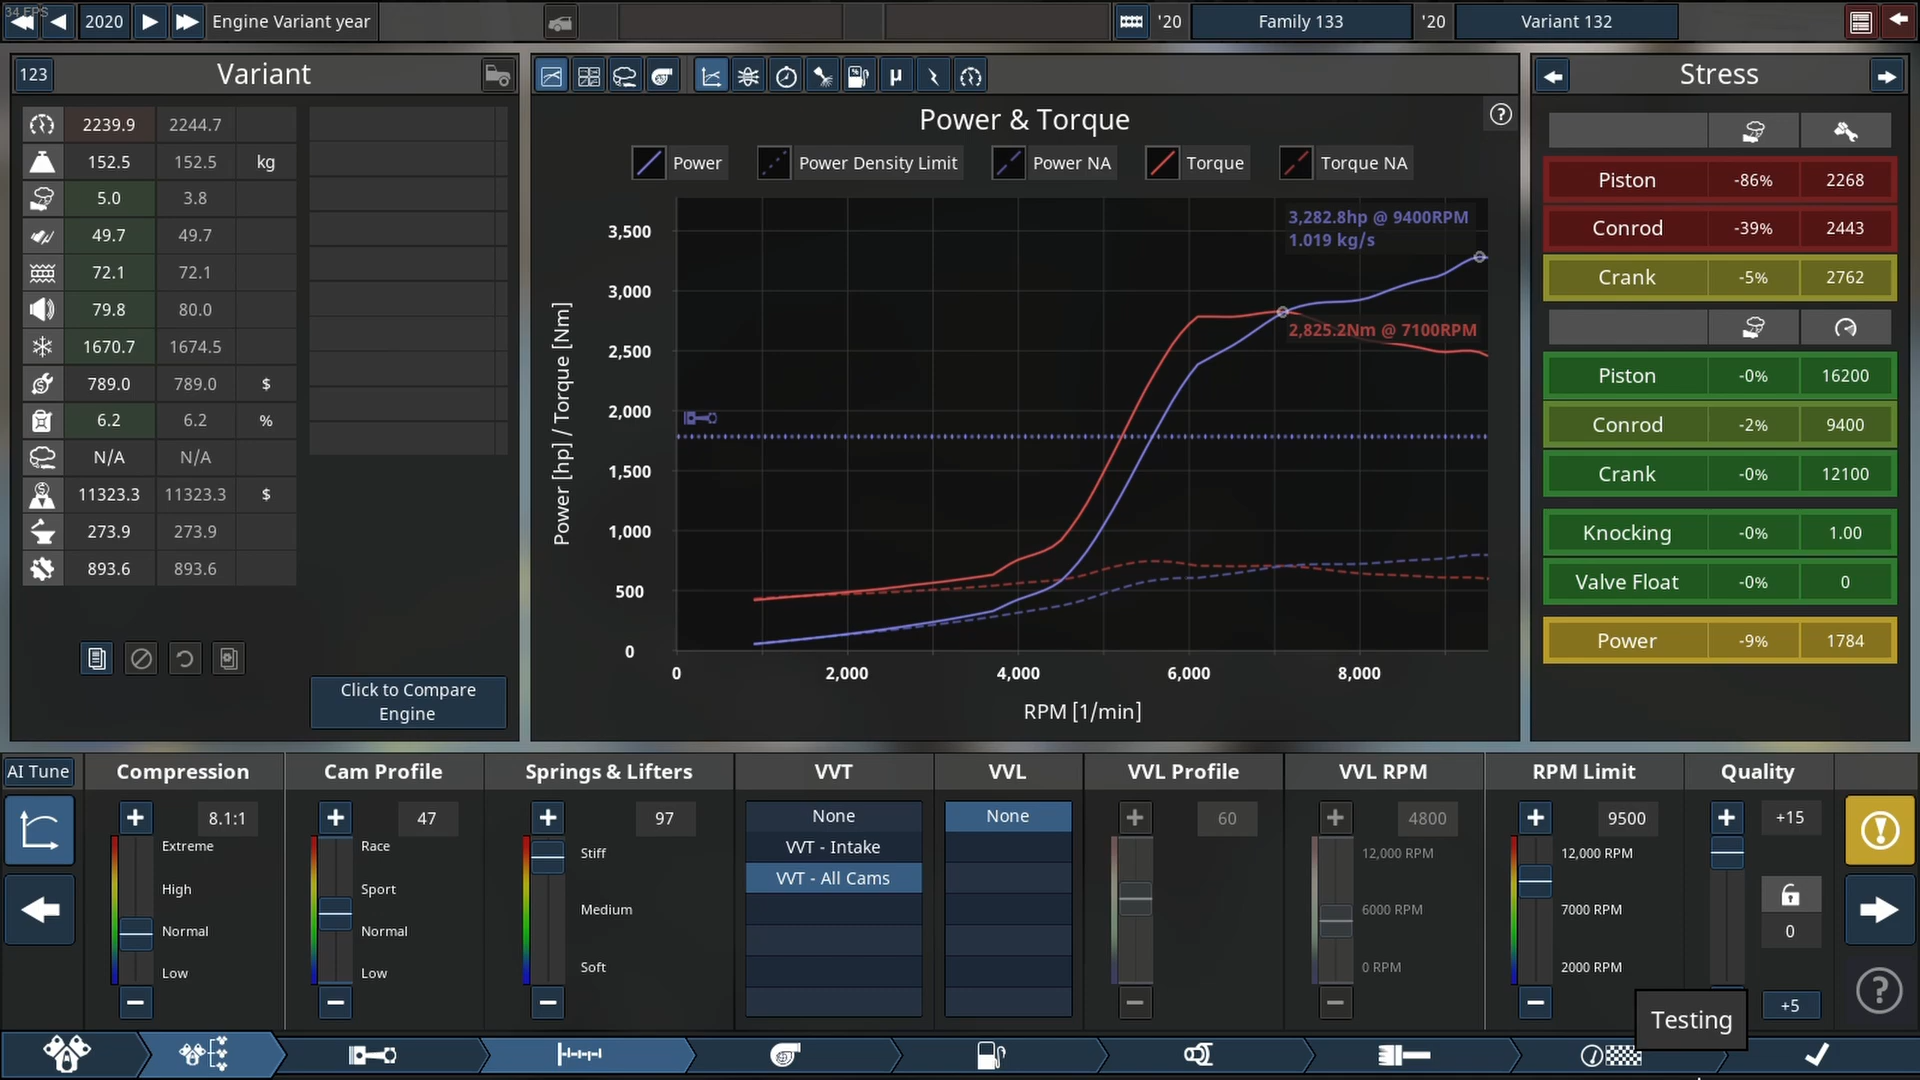 34 FPS
2020
Engine Variant year
'20
Family 133
'20
Variant 132
123
Variant
2239.9 2244.7
152.5 152.5 kg
5.0 3.8
49.7 49.7
72.1 72.1
79.8 80.0
1670.7 1674.5
789.0 789.0 $
6.2 6.2 %
N/A N/A
11323.3 11323.3 $
273.9 273.9
893.6 893.6
Click to Compare
Engine
μ
Power & Torque
?
Power
Power Density Limit
Power NA
Torque
Torque NA
3,282.8hp @ 9400RPM
1.019 kg/s
2,825.2Nm @ 7100RPM
Power [hp] / Torque [Nm]
3,500
3,000
2,500
2,000
1,500
1,000
500
0
0 2,000 4,000 6,000 8,000
RPM [1/min]
Stress
Piston -86% 2268
Conrod -39% 2443
Crank -5% 2762
Piston -0% 16200
Conrod -2% 9400
Crank -0% 12100
Knocking -0% 1.00
Valve Float -0% 0
Power -9% 1784
AI Tune
Compression
8.1:1
Extreme
High
Normal
Low
Cam Profile
47
Race
Sport
Normal
Low
Springs & Lifters
97
Stiff
Medium
Soft
VVT
None
VVT - Intake
VVT - All Cams
VVL
None
VVL Profile
60
VVL RPM
4800
12,000 RPM
6000 RPM
0 RPM
RPM Limit
9500
12,000 RPM
7000 RPM
2000 RPM
Quality
+15
0
+5
?
Testing